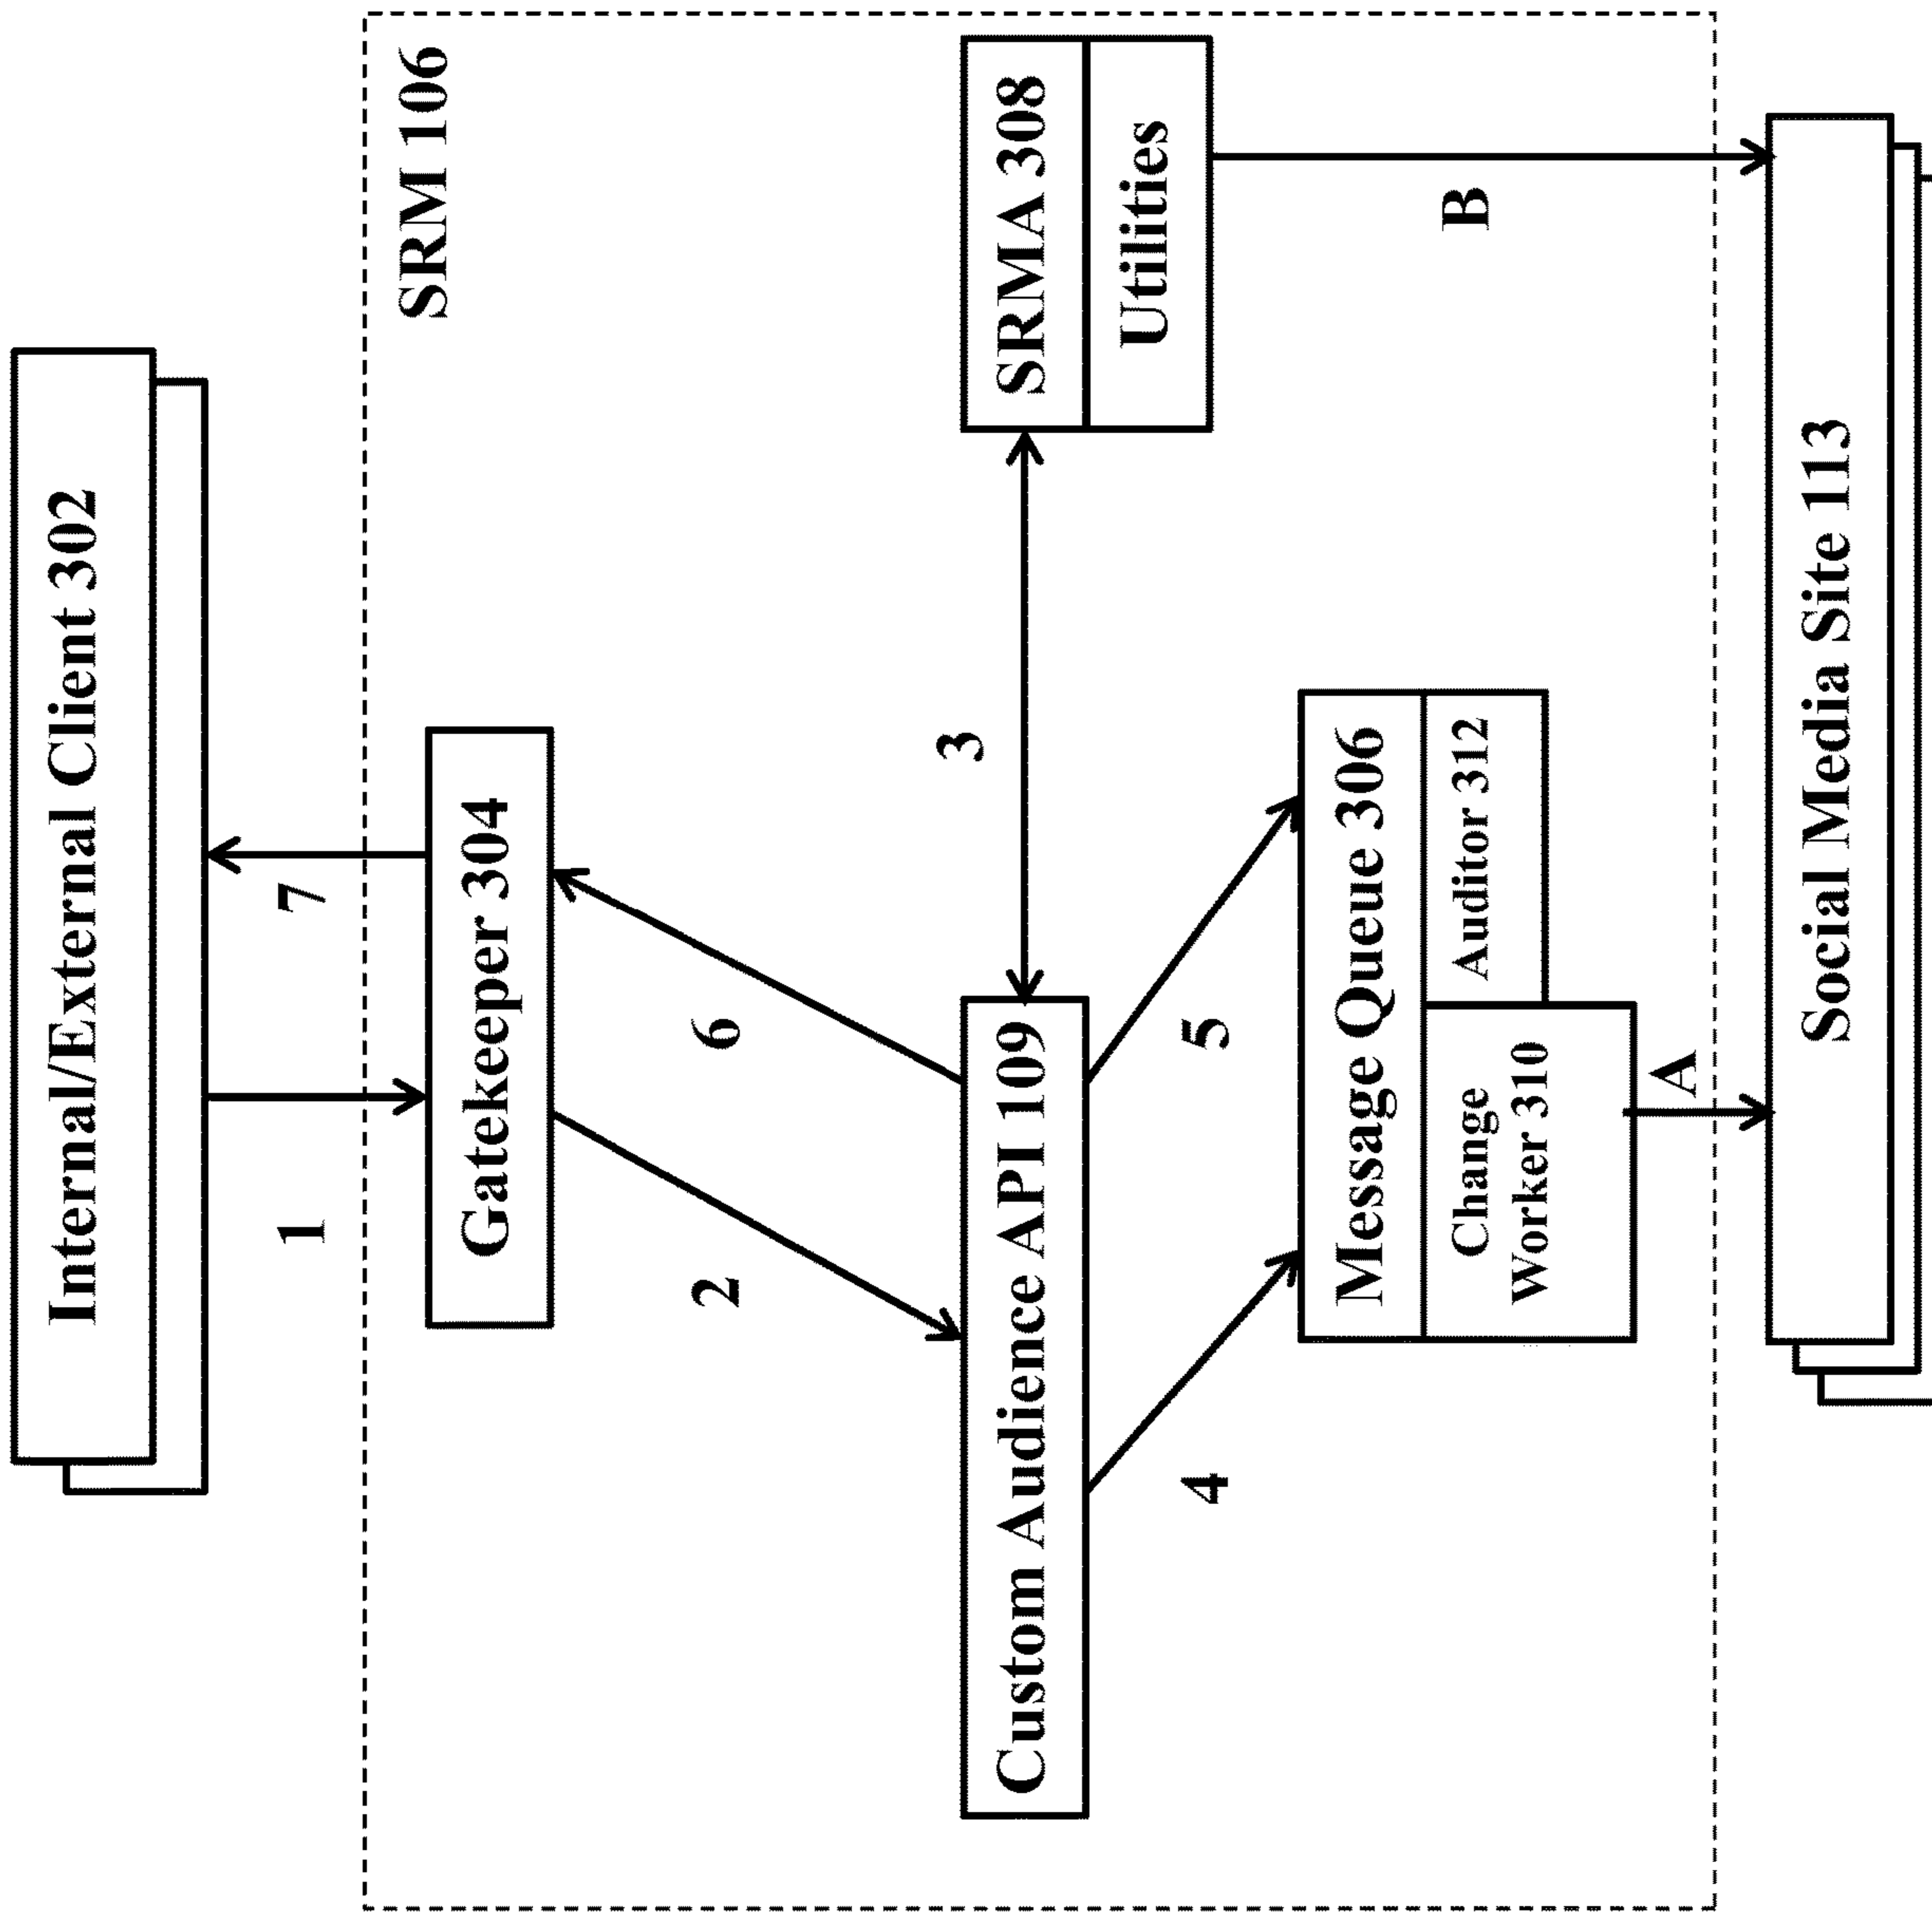 Internal/External Client 302
1
7
SRM 106
Gatekeeper 304
2
6
3
Custom Audience API 109
SRMA 308
Utilities
4
5
Message Queue 306
Change
Worker 310
Auditor 312
A
B
Social Media Site 113